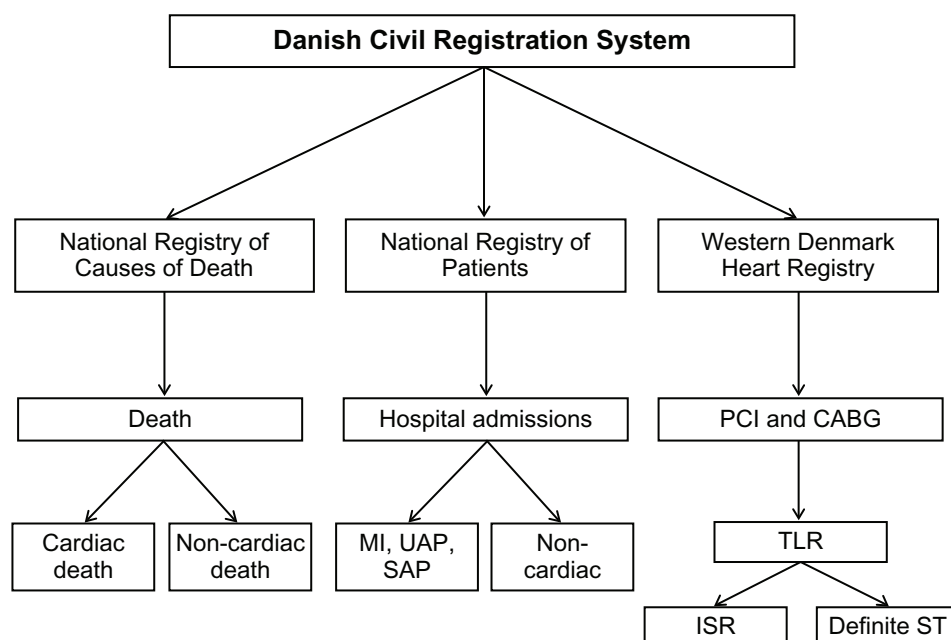 Danish Civil Registration System
National Registry of
Causes of Death
National Registry of
Patients
Western Denmark
Heart Registry
Death
Hospital admissions
PCI and CABG
Cardiac
death
Non-cardiac
death
MI, UAP,
SAP
Non-
cardiac
TLR
ISR
Definite ST